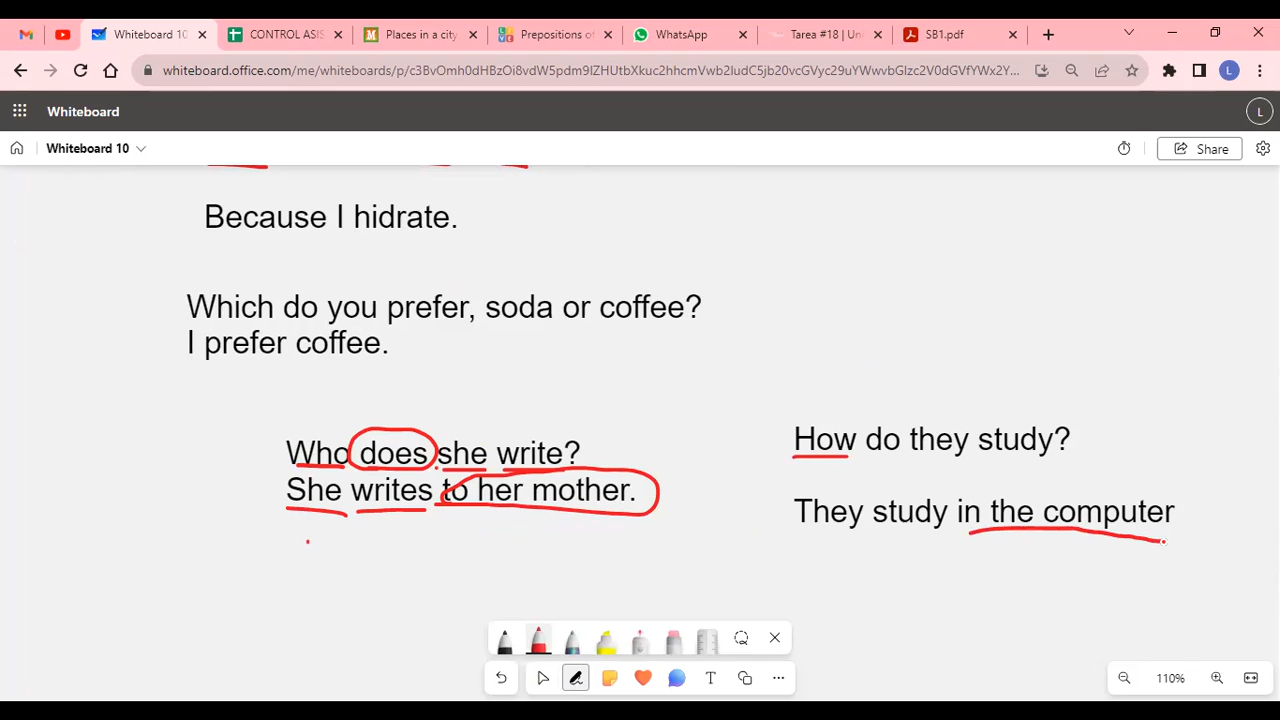 Whiteboard 10
CONTROL ASIS
Places in a city
Prepositions of
WhatsApp
Tarea #18 | Uni
SB1.pdf
Whiteboard
Whiteboard 10
Share
Because I hidrate.
Which do you prefer, soda or coffee?
I prefer coffee.
Who does she write?
She writes to her mother.
How do they study?
They study in the computer
110%